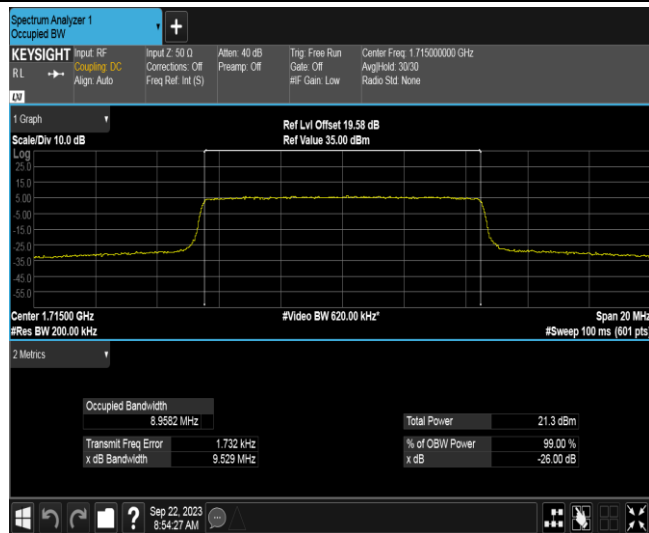 Spectrum Analyzer 1
Occupied BW
+
KEYSIGHT Input: RF Input Z: 50 Ω Atten: 40 dB Trig: Free Run Center Freq: 1.715000000 GHz
RL Coupling: DC Corrections: Off Preamp: Off Gate: Off Avg|Hold: 30/30
Align: Auto Freq Ref: Int (S) #IF Gain: Low Radio Std: None
1 Graph
Ref Lvl Offset 19.58 dB
Scale/Div 10.0 dB Ref Value 35.00 dBm
Log
25.0
15.0
5.00
-5.00
-15.0
-25.0
-35.0
-45.0
-55.0
Center 1.71500 GHz #Video BW 620.00 kHz* Span 20 MHz
#Res BW 200.00 kHz #Sweep 100 ms (601 pts)
2 Metrics
Occupied Bandwidth
8.9582 MHz Total Power 21.3 dBm
Transmit Freq Error 1.732 kHz % of OBW Power 99.00 %
x dB Bandwidth 9.529 MHz x dB -26.00 dB
? Sep 22, 2023
8:54:27 AM